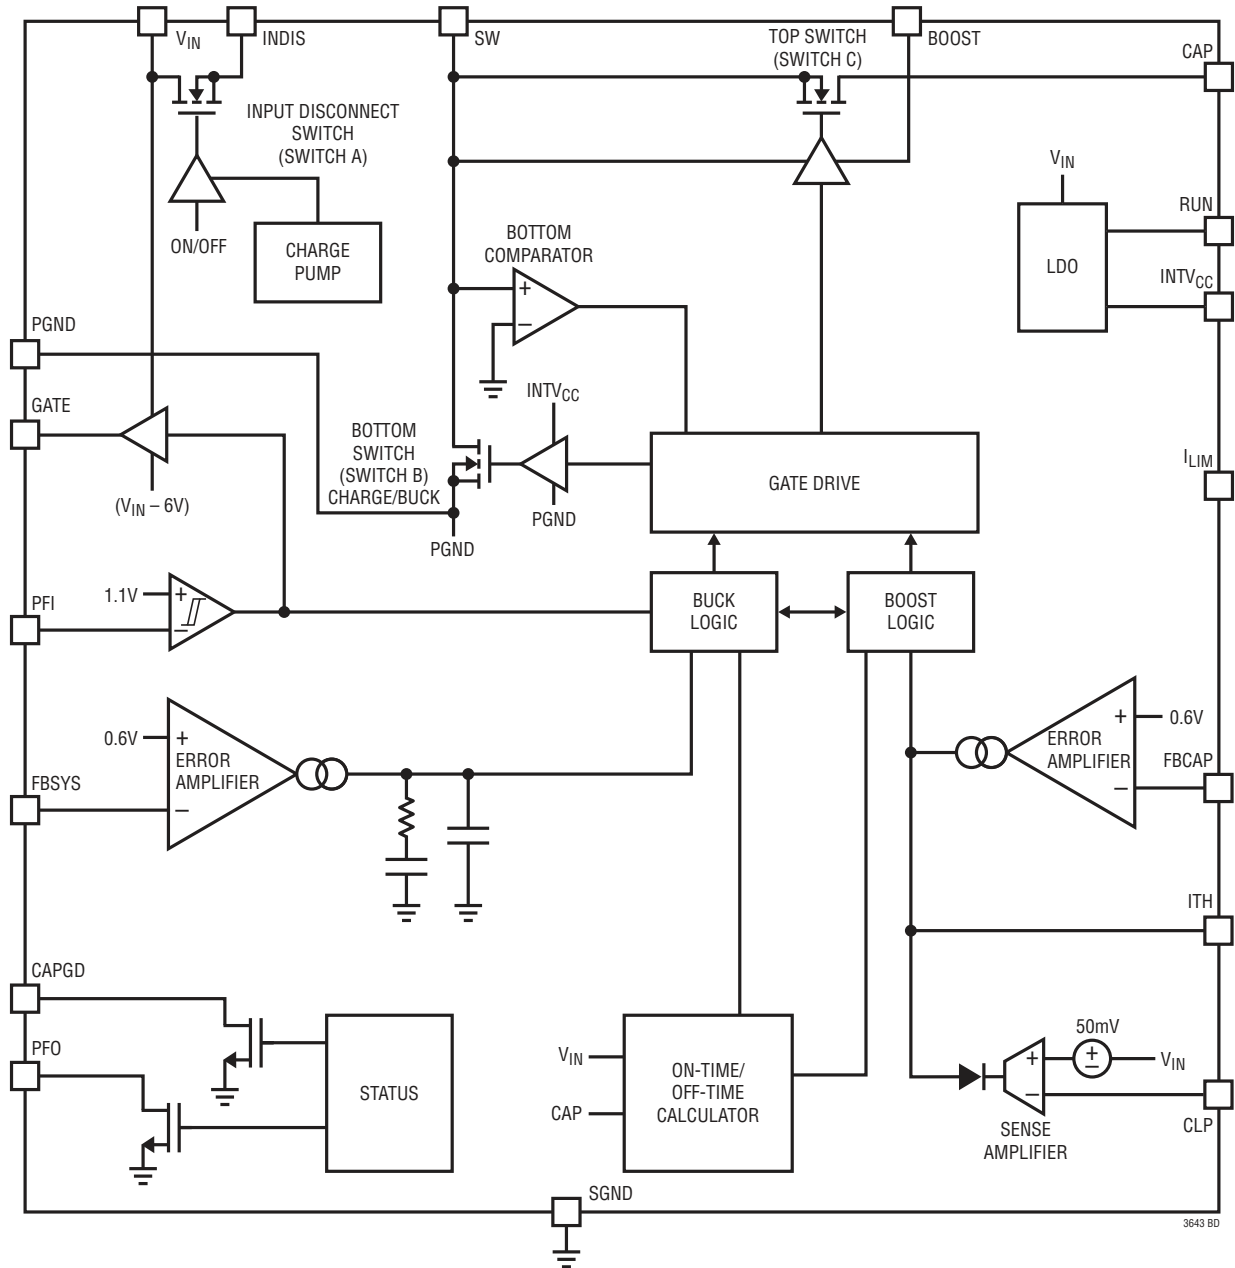 VIN
INDIS
SW
TOP SWITCH
(SWITCH C)
BOOST
CAP
INPUT DISCONNECT
SWITCH
(SWITCH A)
ON/OFF
CHARGE
PUMP
BOTTOM
COMPARATOR
+
–
VIN
LDO
RUN
INTVCC
PGND
GATE
(VIN – 6V)
BOTTOM
SWITCH
(SWITCH B)
CHARGE/BUCK
PGND
INTVCC
PGND
GATE DRIVE
ILIM
PFI
1.1V
+
–
BUCK
LOGIC
BOOST
LOGIC
FBSYS
0.6V
+
ERROR
AMPLIFIER
–
+
0.6V
ERROR
AMPLIFIER
–
FBCAP
ITH
CAPGD
PFO
STATUS
VIN
CAP
ON-TIME/
OFF-TIME
CALCULATOR
50mV
+
–
VIN
+
–
SENSE
AMPLIFIER
CLP
SGND
3643 BD